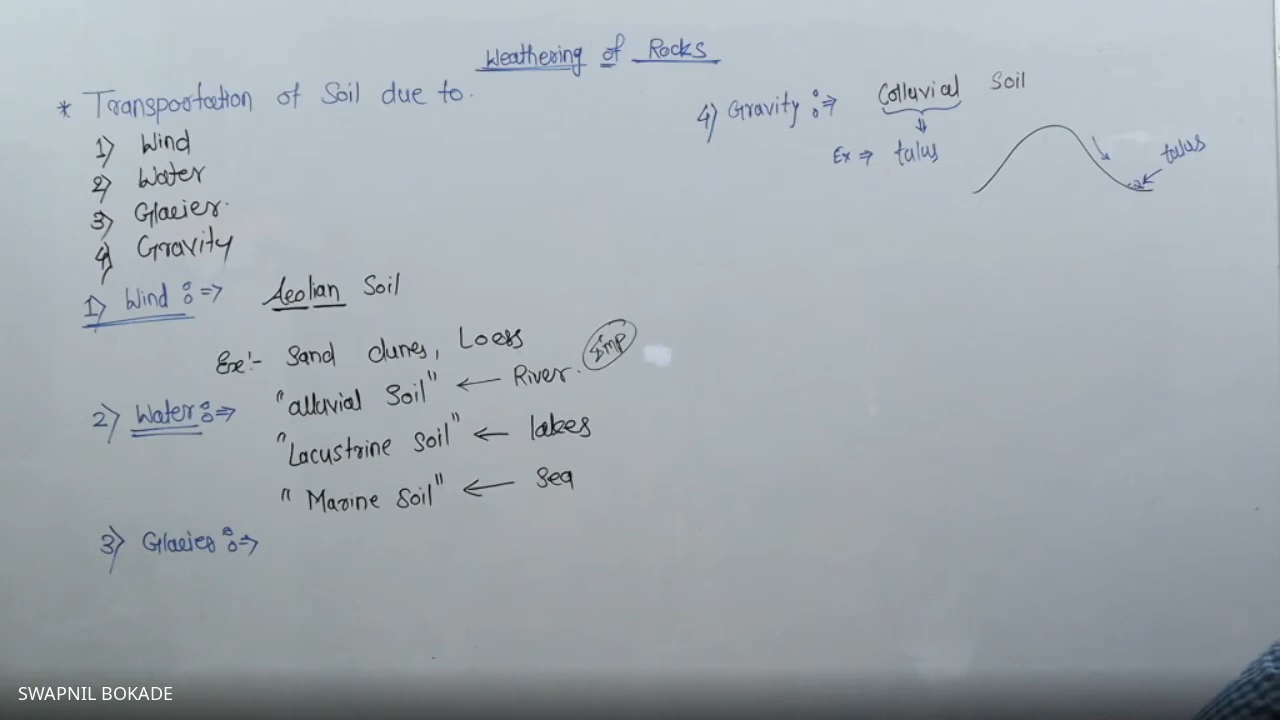 Weathering of Rocks
* Transportation of Soil due to.
1) Wind
2) Water
3) Glacier.
4) Gravity
1) Wind :⇒ Aeolian Soil
Ex:- Sand dunes, Loess
2) Water :⇒ "alluvial Soil" ← River. Imp
"Lacustrine Soil" ← lakes
"Marine Soil" ← Sea
3) Glacier :⇒
4) Gravity :⇒ Colluvial Soil
⇓
Ex ⇒ talus
talus
SWAPNIL BOKADE